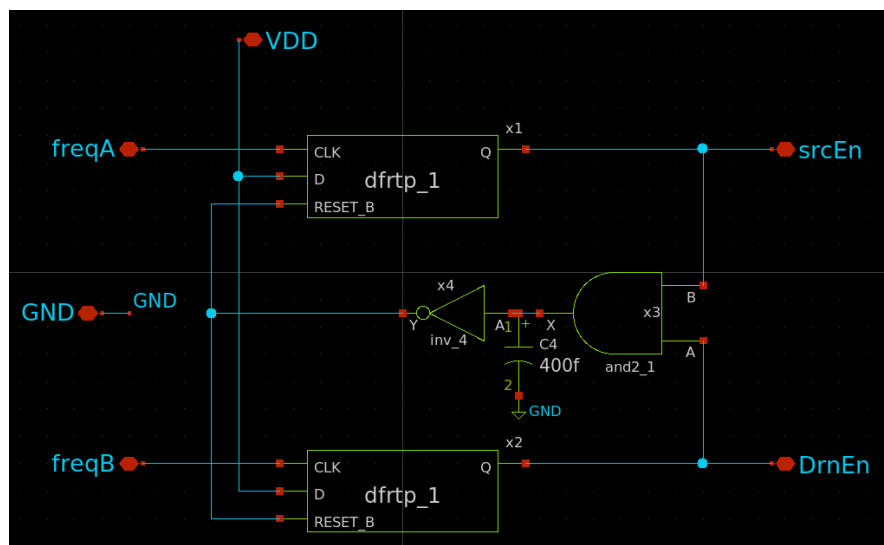 VDD
x1
freqA
CLK
Q
srcEn
D
dfrtp_1
RESET_B
x4
B
GND
GND
x3
Y
A
1
+
X
inv_4
C4
400f
and2_1
A
2
GND
x2
freqB
CLK
Q
DrnEn
D
dfrtp_1
RESET_B